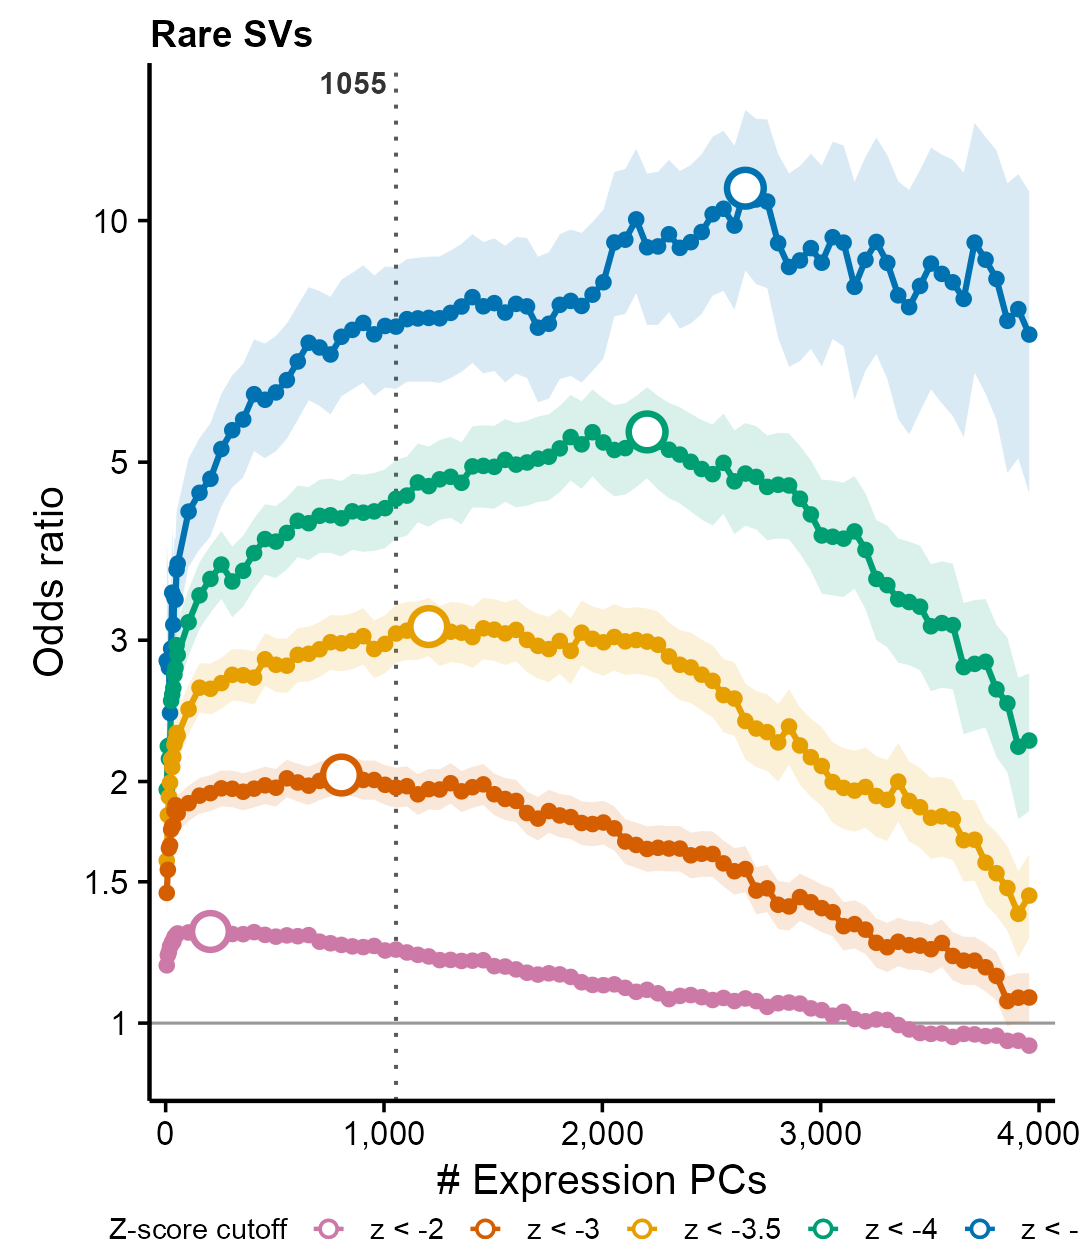 Rare SVs
1055
10
5
3
2
1.5
1
Odds ratio
0 1,000 2,000 3,000 4,000
# Expression PCs
Z-score cutoff z < -2 z < -3 z < -3.5 z < -4 z < -